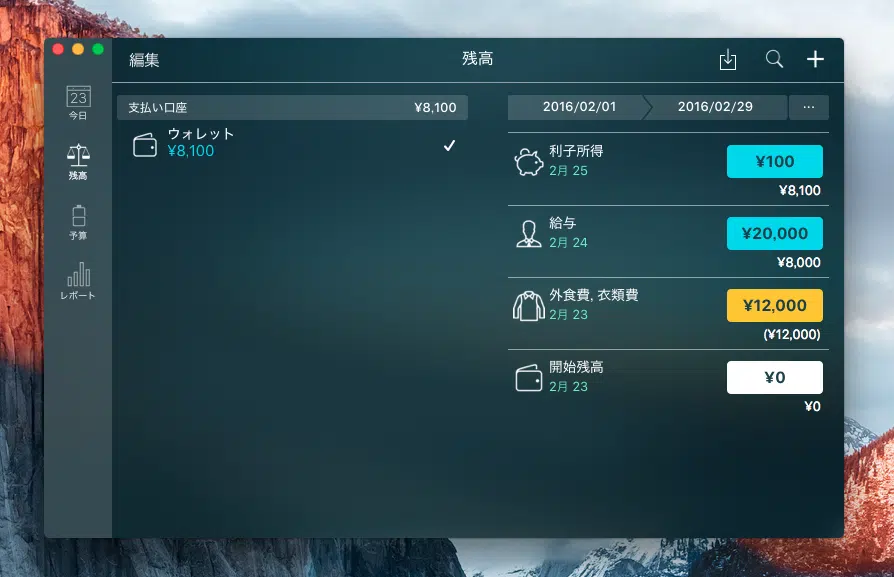 編集
残高
23
今日
残高
予算
レポート
支払い口座 ¥8,100
ウォレット
¥8,100
2016/02/01 2016/02/29 ...
利子所得
2月 25
¥100
¥8,100
給与
2月 24
¥20,000
¥8,000
外食費, 衣類費
2月 23
¥12,000
(¥12,000)
開始残高
2月 23
¥0
¥0